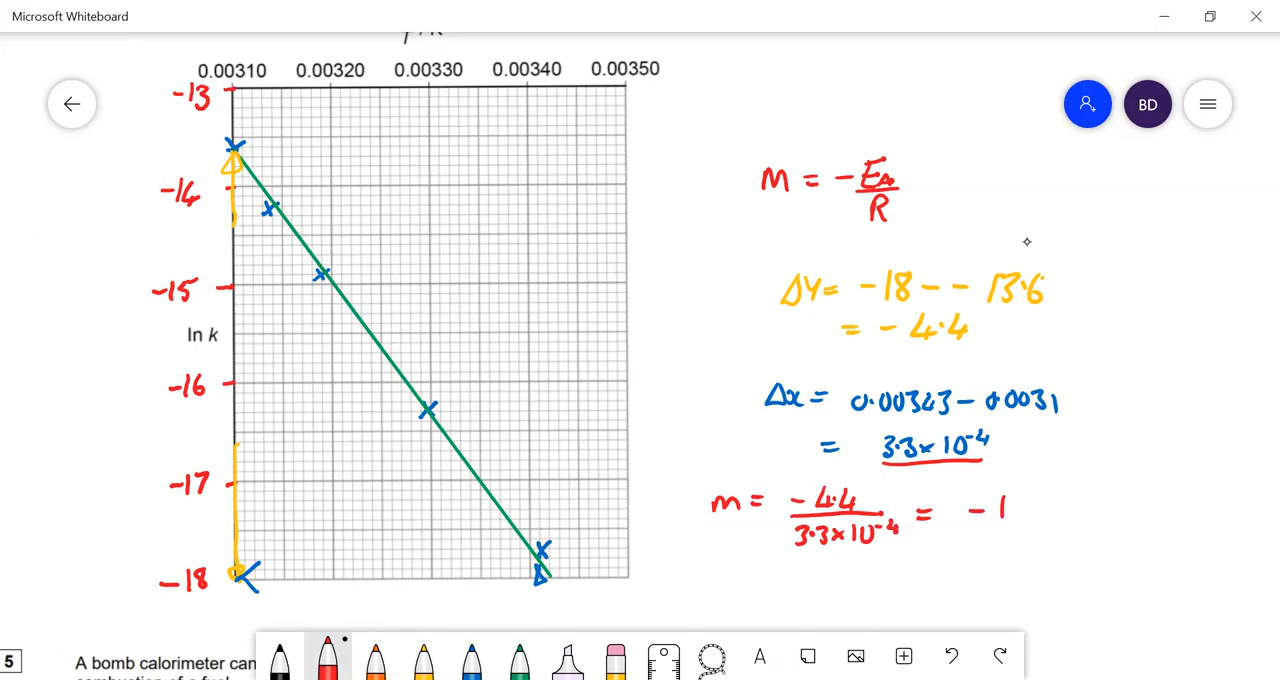 Microsoft Whiteboard
0.00310 0.00320 0.00330 0.00340 0.00350
-13
-14
-15
ln k
-16
-17
-18
BD
M = - EA / R
ΔY = -18 - - 13.6
= - 4.4
Δx = 0.00343 - 0.0031
= 3.3 × 10⁻⁴
m = -4.4 / 3.3 × 10⁻⁴ = - 1
5
A bomb calorimeter can
A